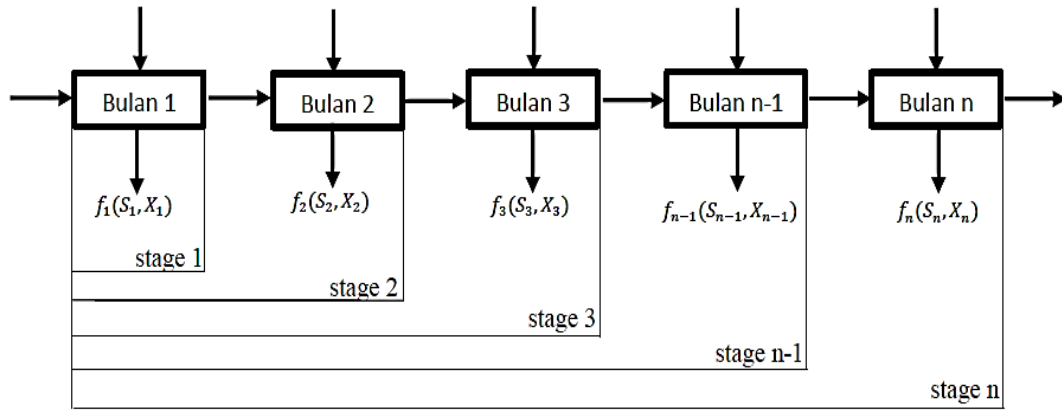 Bulan 1
Bulan 2
Bulan 3
Bulan n-1
Bulan n
f₁(S₁,X₁)
f₂(S₂,X₂)
f₃(S₃,X₃)
fₙ₋₁(Sₙ₋₁,Xₙ₋₁)
fₙ(Sₙ,Xₙ)
stage 1
stage 2
stage 3
stage n-1
stage n